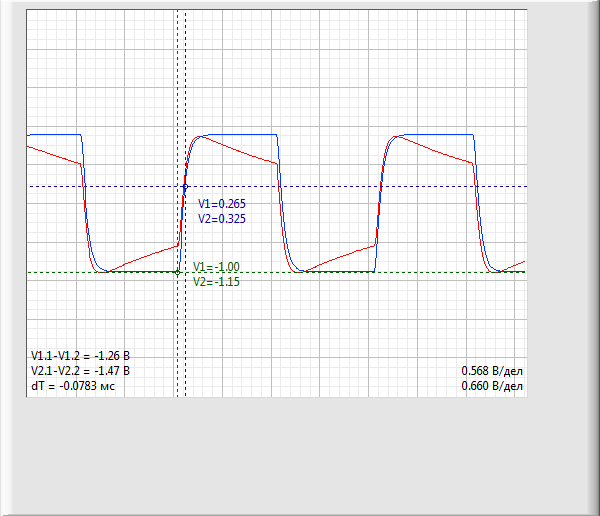 V1=0.265
V2=0.325
V1=-1.00
V2=-1.15
V1.1-V1.2 = -1.26 В
V2.1-V2.2 = -1.47 В
dT = -0.0783 мс
0.568 В/дел
0.660 В/дел